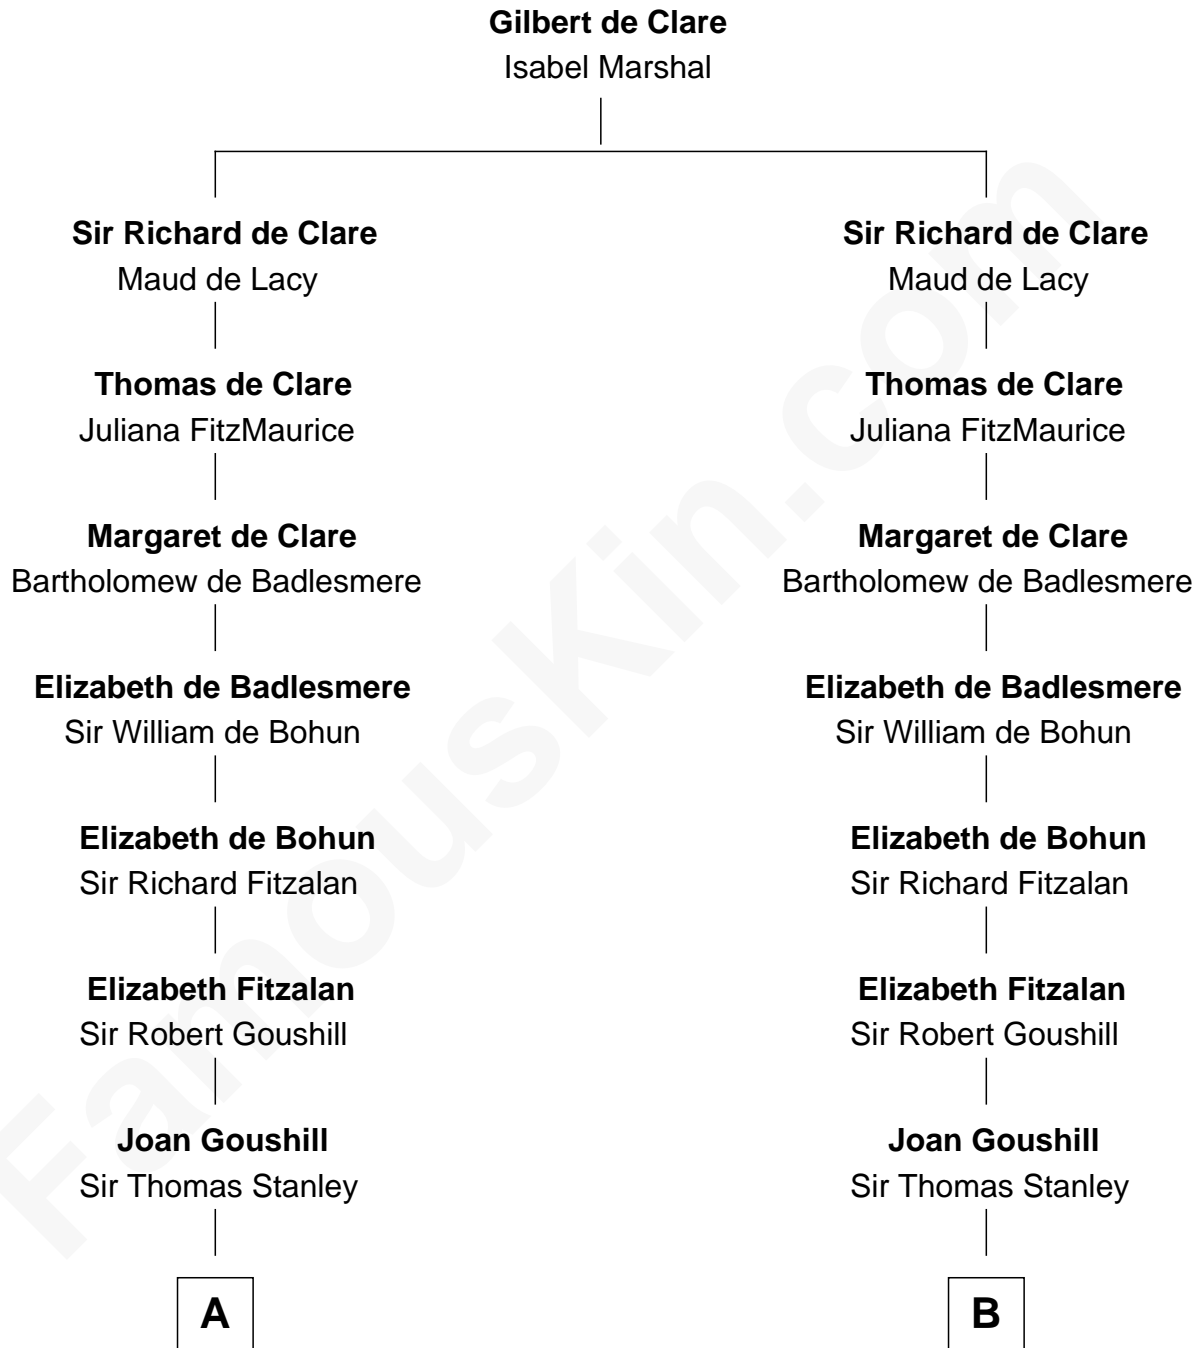 Gilbert de Clare
Isabel Marshal
Sir Richard de Clare
Maud de Lacy
Thomas de Clare
Juliana FitzMaurice
Margaret de Clare
Bartholomew de Badlesmere
Elizabeth de Badlesmere
Sir William de Bohun
Elizabeth de Bohun
Sir Richard Fitzalan
Elizabeth Fitzalan
Sir Robert Goushill
Joan Goushill
Sir Thomas Stanley
A
Sir Richard de Clare
Maud de Lacy
Thomas de Clare
Juliana FitzMaurice
Margaret de Clare
Bartholomew de Badlesmere
Elizabeth de Badlesmere
Sir William de Bohun
Elizabeth de Bohun
Sir Richard Fitzalan
Elizabeth Fitzalan
Sir Robert Goushill
Joan Goushill
Sir Thomas Stanley
B
FamousKin.com